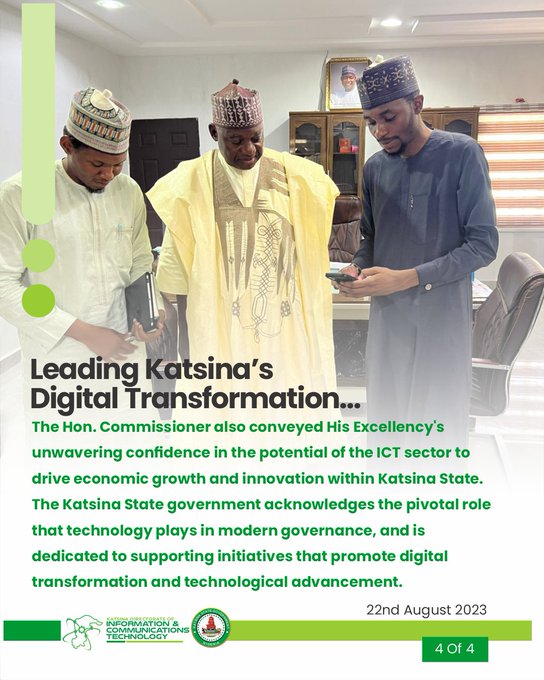 Leading Katsina's
Digital Transformation...
The Hon. Commissioner also conveyed His Excellency's
unwavering confidence in the potential of the ICT sector to
drive economic growth and innovation within Katsina State.
The Katsina State government acknowledges the pivotal role
that technology plays in modern governance, and is
dedicated to supporting initiatives that promote digital
transformation and technological advancement.
22nd August 2023
KATSINA DIRECTORATE OF
INFORMATION &
COMMUNICATIONS
TECHNOLOGY
4 Of 4